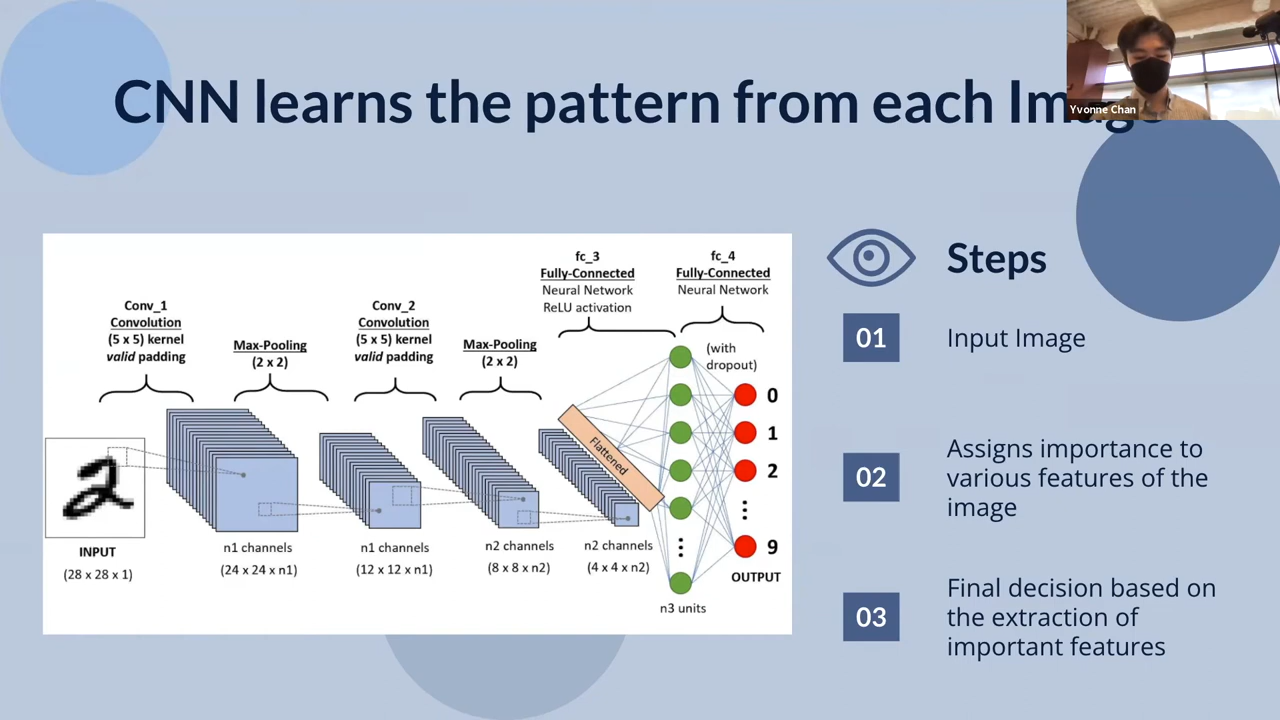 CNN learns the pattern from each
Yvonne Chan
Conv_1
Convolution
(5 x 5) kernel
valid padding
Max-Pooling
(2 x 2)
Conv_2
Convolution
(5 x 5) kernel
valid padding
Max-Pooling
(2 x 2)
fc_3
Fully-Connected
Neural Network
ReLU activation
fc_4
Fully-Connected
Neural Network
(with
dropout)
2
Flattened
0
1
2
9
OUTPUT
INPUT
(28 x 28 x 1)
n1 channels
(24 x 24 x n1)
n1 channels
(12 x 12 x n1)
n2 channels
(8 x 8 x n2)
n2 channels
(4 x 4 x n2)
n3 units
Steps
01
Input Image
02
Assigns importance to
various features of the
image
03
Final decision based on
the extraction of
important features